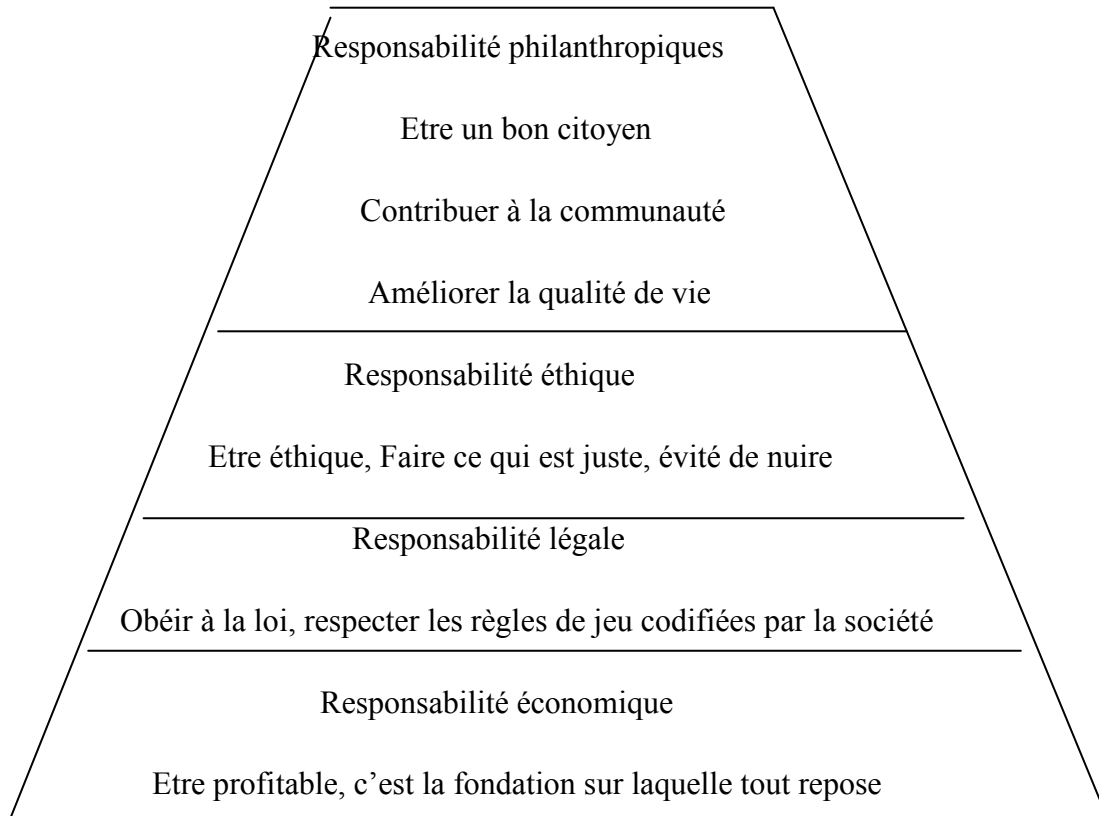 Responsabilité philanthropiques
Etre un bon citoyen
Contribuer à la communauté
Améliorer la qualité de vie
Responsabilité éthique
Etre éthique, Faire ce qui est juste, évité de nuire
Responsabilité légale
Obéir à la loi, respecter les règles de jeu codifiées par la société
Responsabilité économique
Etre profitable, c’est la fondation sur laquelle tout repose